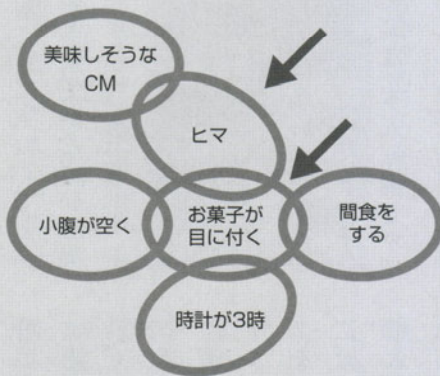 美味しそうな
CM
ヒマ
小腹が空く
お菓子が
目に付く
間食を
する
時計が3時